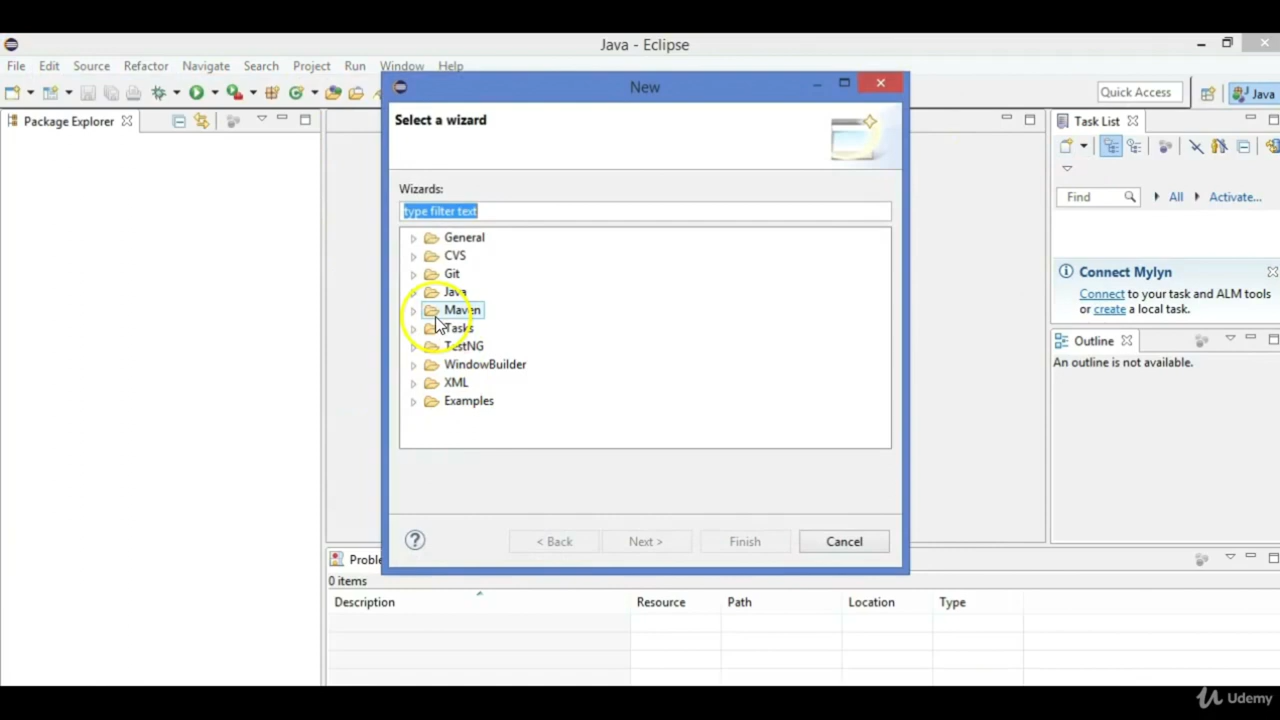 Java - Eclipse
File Edit Source Refactor Navigate Search Project Run Window Help
New
Quick Access
Java
Package Explorer
Select a wizard
Task List
Wizards:
type filter text
Find
All
Activate...
General
CVS
Git
Java
Maven
Tasks
TestNG
WindowBuilder
XML
Examples
Connect Mylyn
Connect to your task and ALM tools
or create a local task.
Outline
An outline is not available.
< Back
Next >
Finish
Cancel
Proble
0 items
Description Resource Path Location Type
Udemy